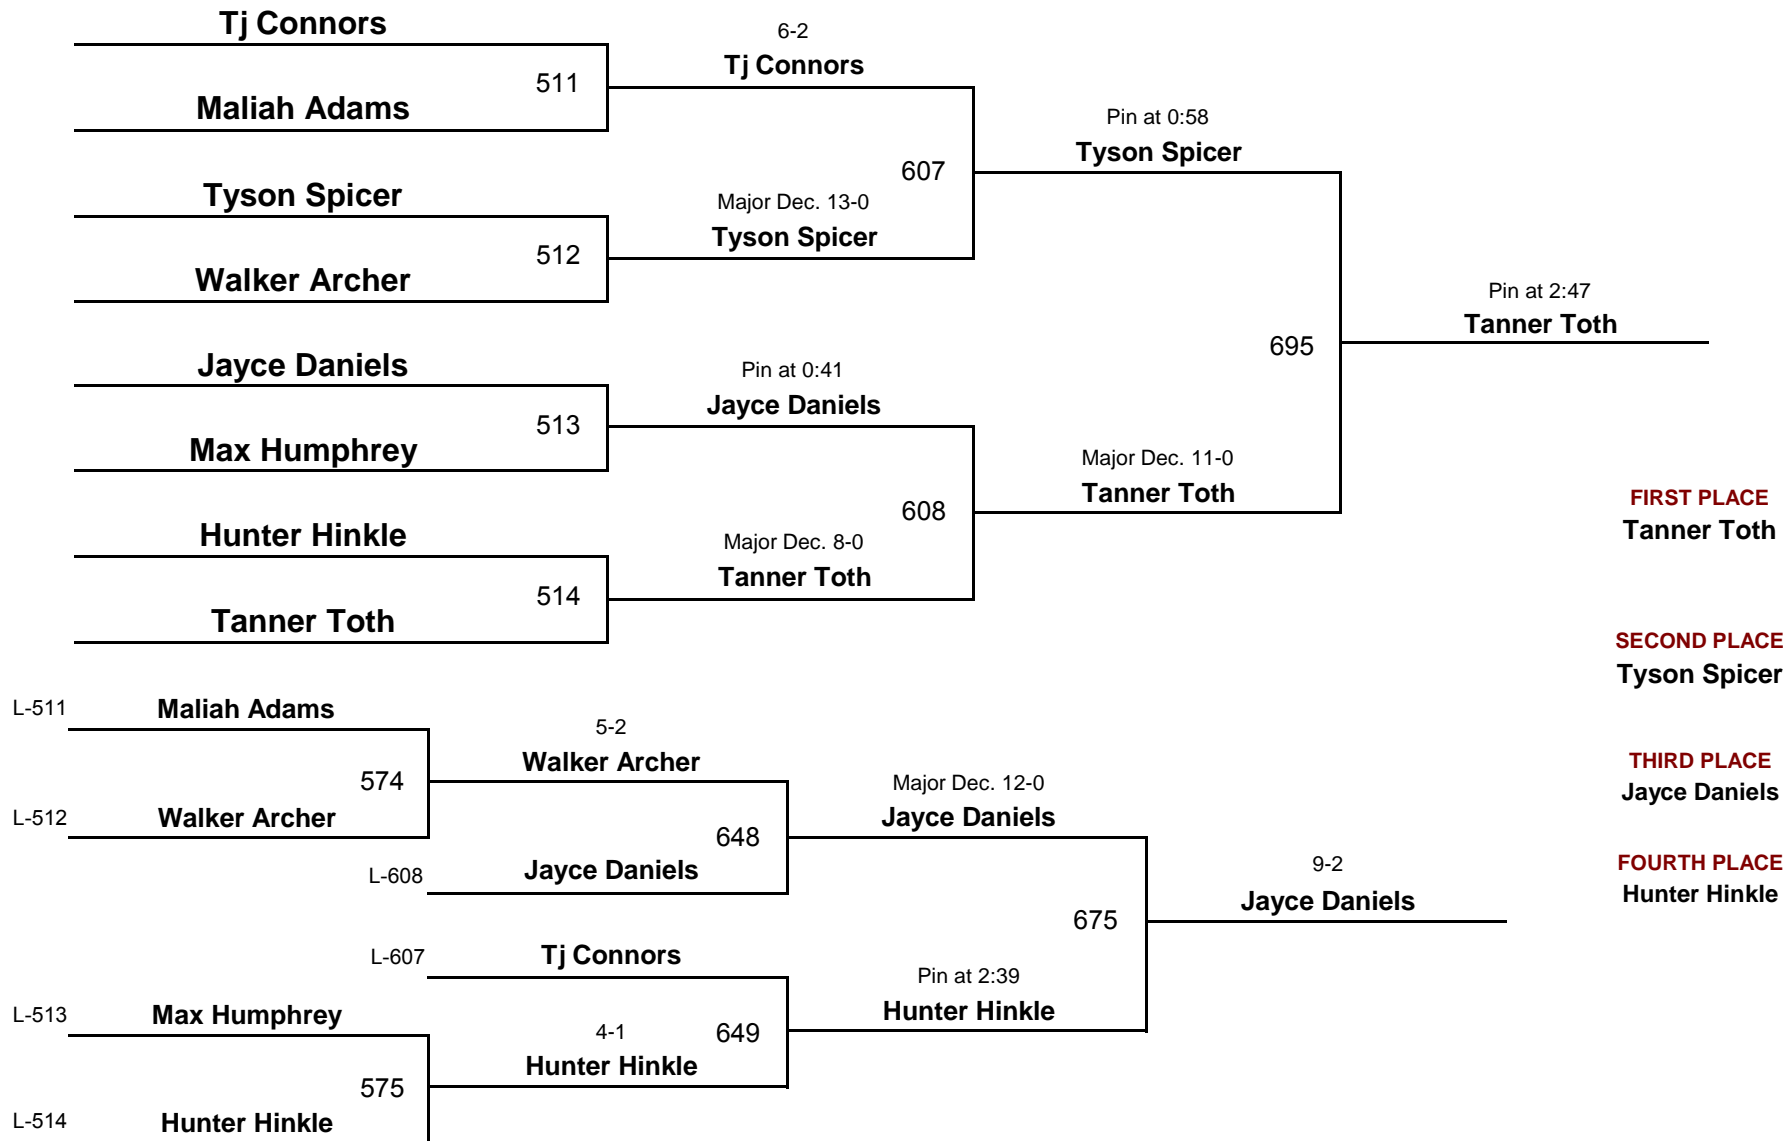 Tj Connors
511
Maliah Adams
Tyson Spicer
512
Walker Archer
Jayce Daniels
513
Max Humphrey
Hunter Hinkle
514
Tanner Toth
6-2
Tj Connors
607
Major Dec. 13-0
Tyson Spicer
Pin at 0:41
Jayce Daniels
608
Major Dec. 8-0
Tanner Toth
Pin at 0:58
Tyson Spicer
695
Major Dec. 11-0
Tanner Toth
Pin at 2:47
Tanner Toth
FIRST PLACE
Tanner Toth
SECOND PLACE
Tyson Spicer
THIRD PLACE
Jayce Daniels
FOURTH PLACE
Hunter Hinkle
L-511
Maliah Adams
574
L-512
Walker Archer
5-2
Walker Archer
648
L-608
Jayce Daniels
L-607
Tj Connors
649
L-513
Max Humphrey
575
L-514
Hunter Hinkle
4-1
Hunter Hinkle
Major Dec. 12-0
Jayce Daniels
675
Pin at 2:39
Hunter Hinkle
9-2
Jayce Daniels